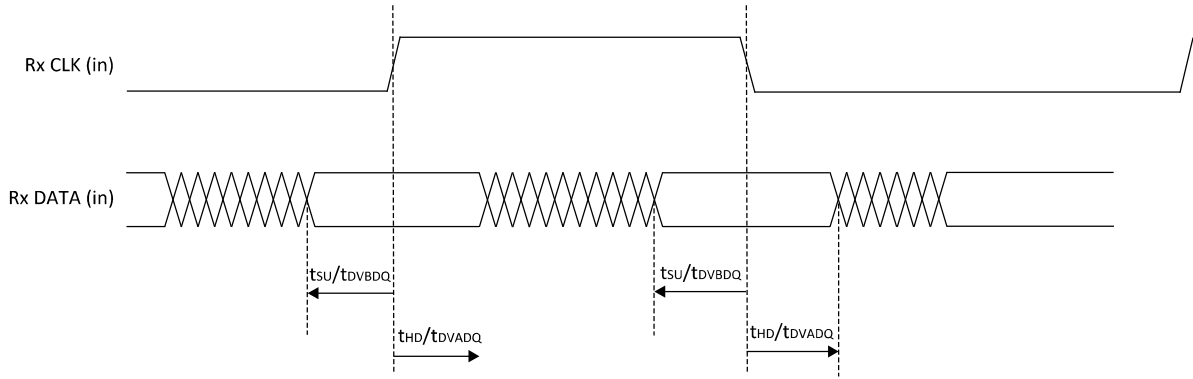 Rx CLK (in)
Rx DATA (in)
tSU/tDVBDQ
tSU/tDVBDQ
tHD/tDVADQ
tHD/tDVADQ